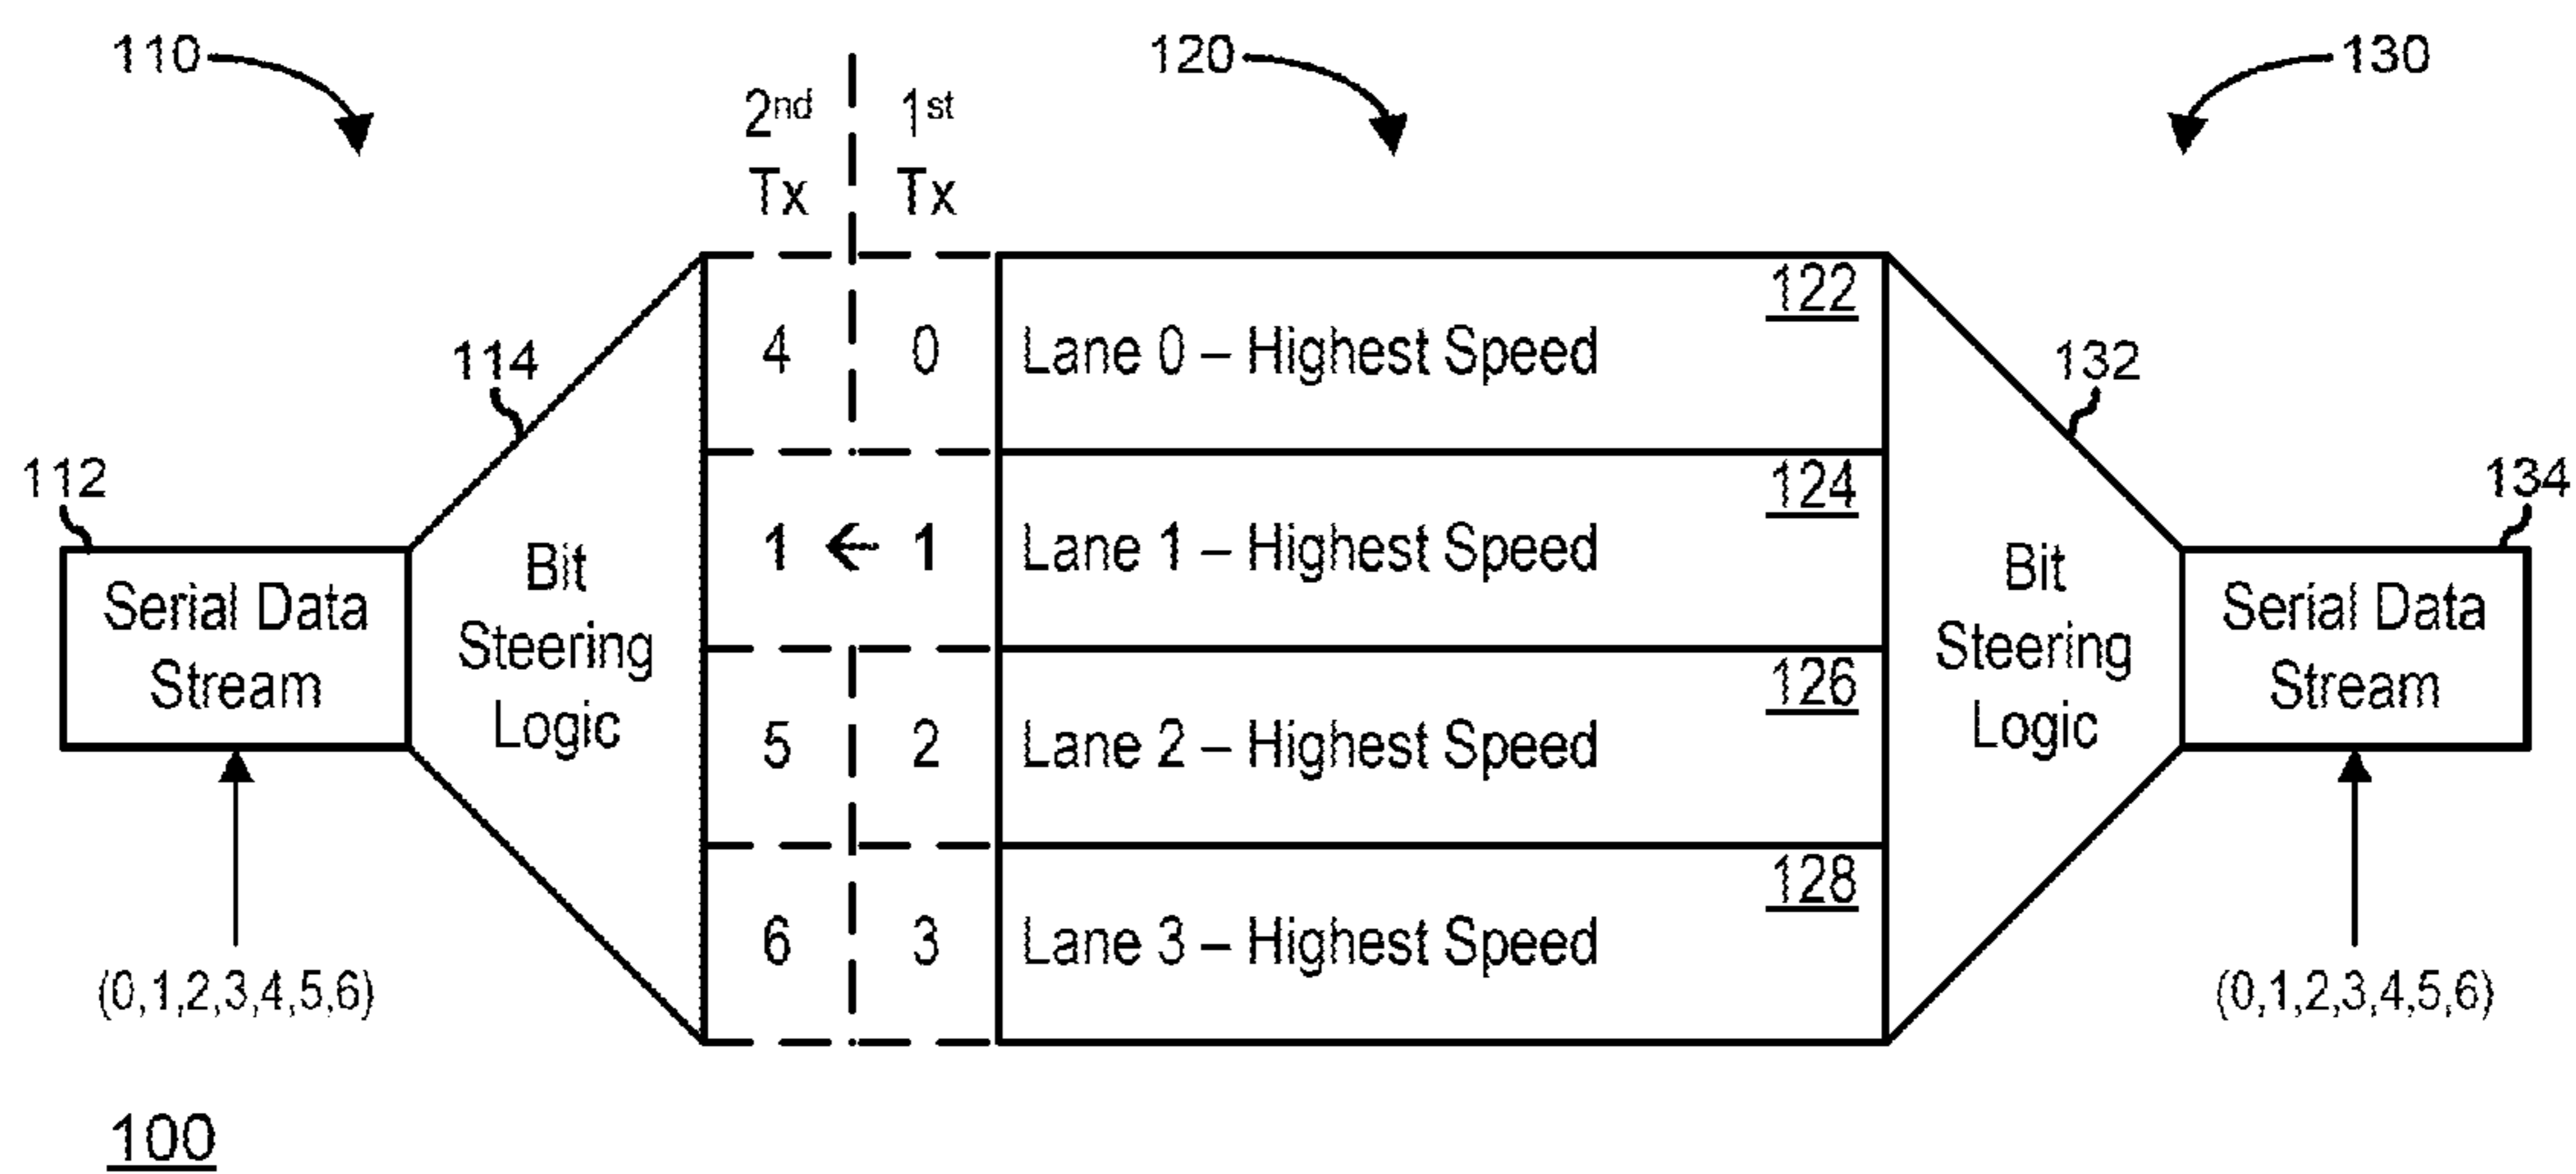 110
120
130
2nd
1st
Tx
Tx
122
4
0
Lane 0 – Highest Speed
114
132
124
112
134
1
1
Lane 1 – Highest Speed
Bit
Steering
Logic
Bit
Steering
Logic
Serial Data
Stream
Serial Data
Stream
126
5
2
Lane 2 – Highest Speed
128
6
3
Lane 3 – Highest Speed
(0,1,2,3,4,5,6)
(0,1,2,3,4,5,6)
100